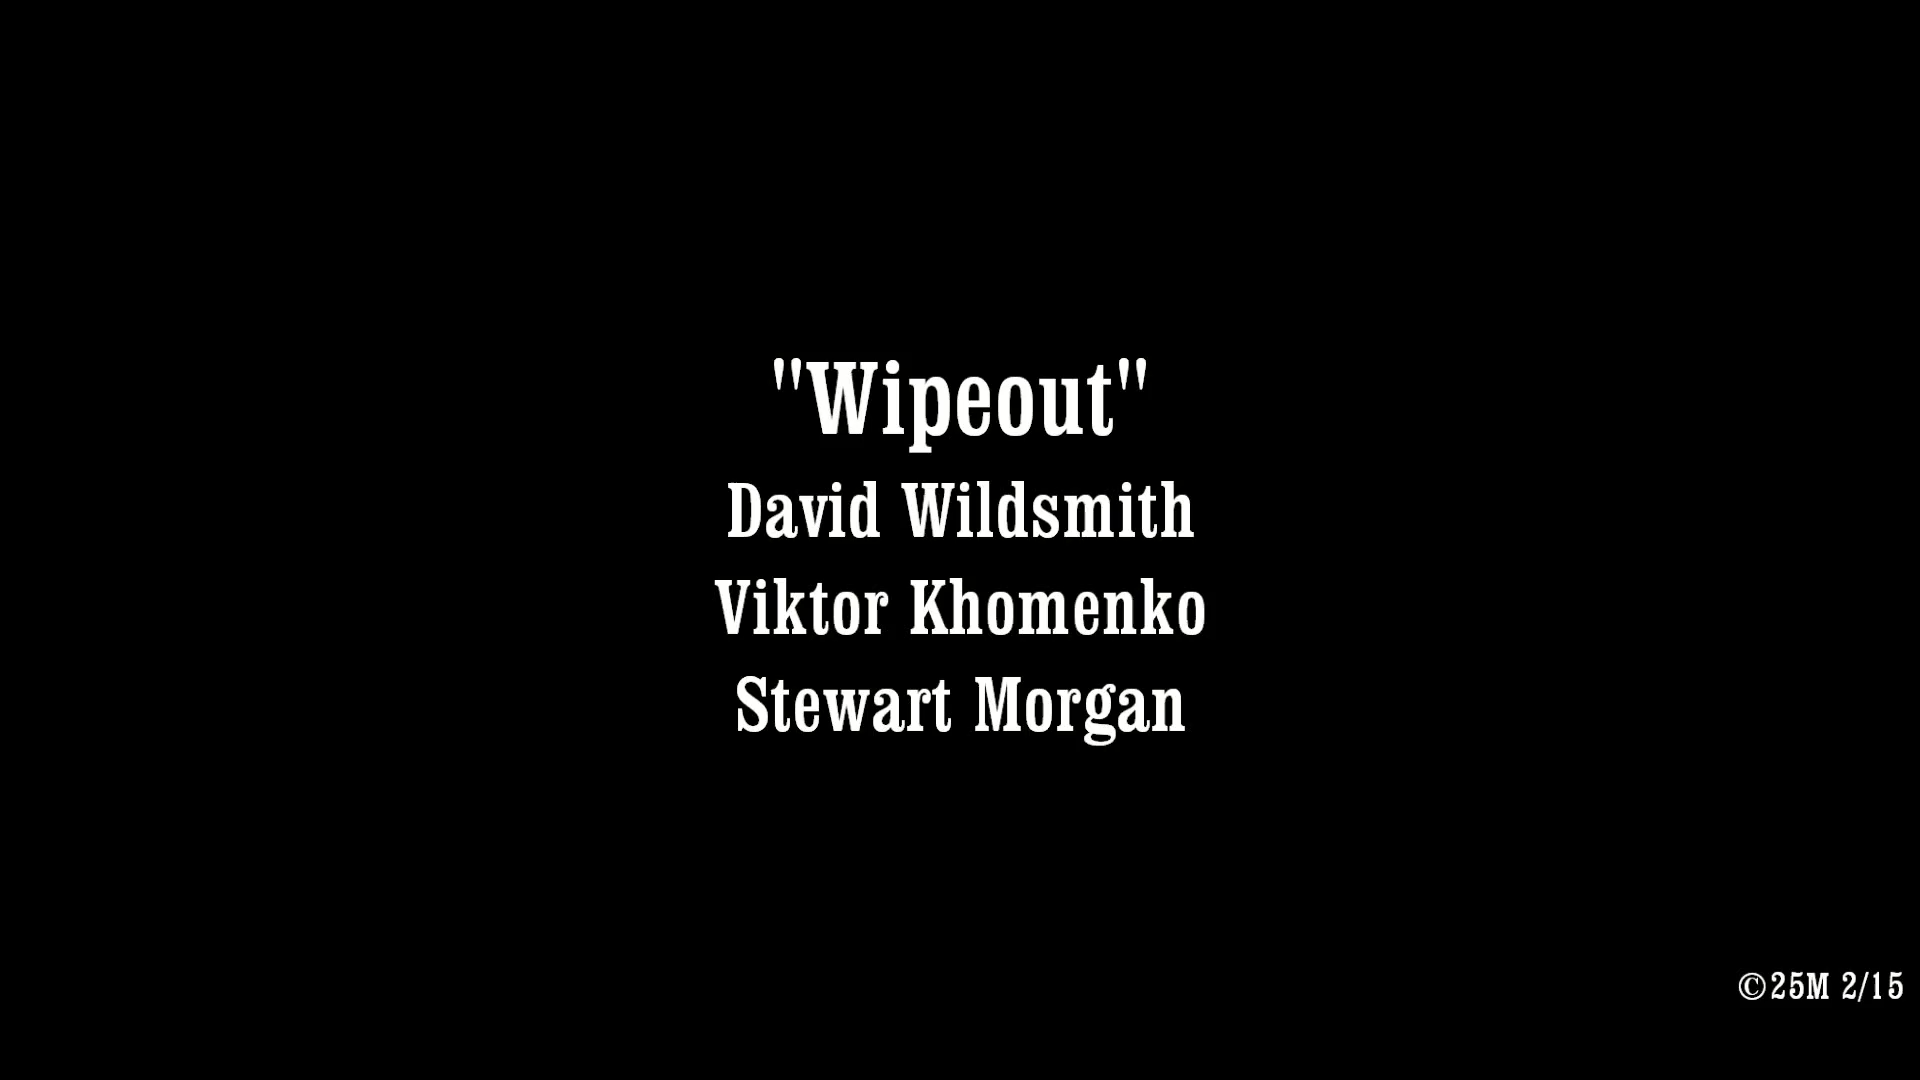 "Wipeout"
David Wildsmith
Viktor Khomenko
Stewart Morgan
©25M 2/15